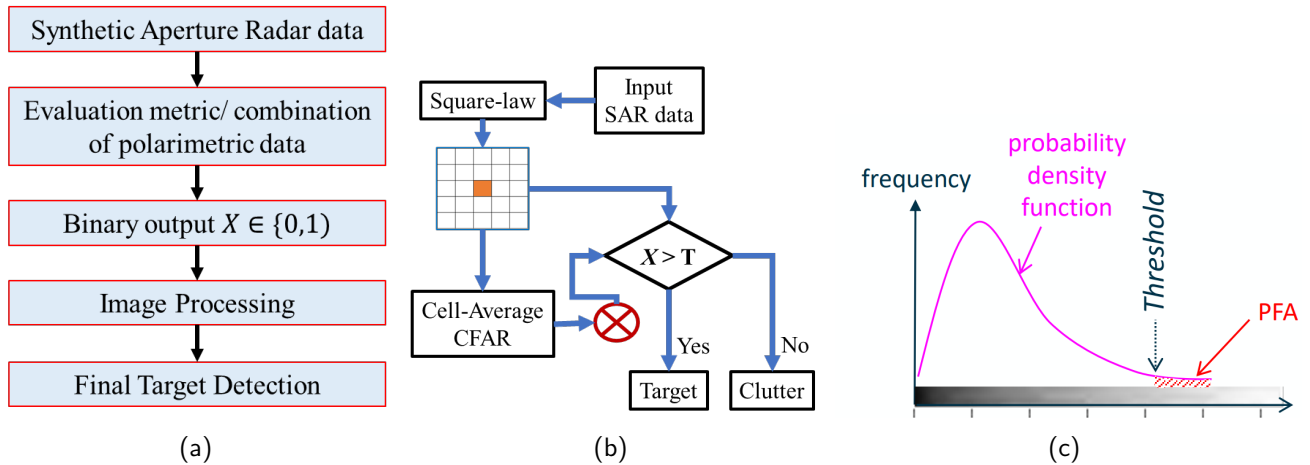 Synthetic Aperture Radar data
Evaluation metric/ combination
of polarimetric data
Binary output X ∈ {0,1)
Image Processing
Final Target Detection
(a)
Square-law
Input
SAR data
X > T
Cell-Average
CFAR
Yes
No
Target
Clutter
(b)
frequency
probability
density
function
Threshold
PFA
(c)